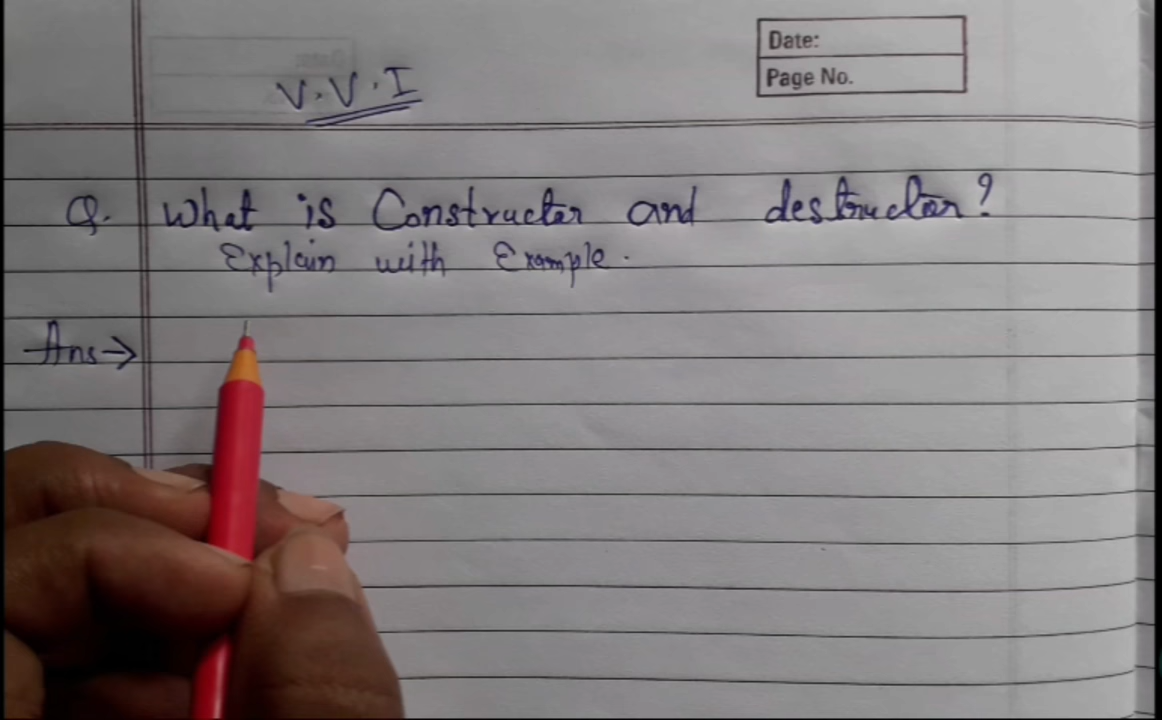 Date:
Page No.
V.V.I
Q. What is Constructor and destructor?
Explain with Example.
Ans→